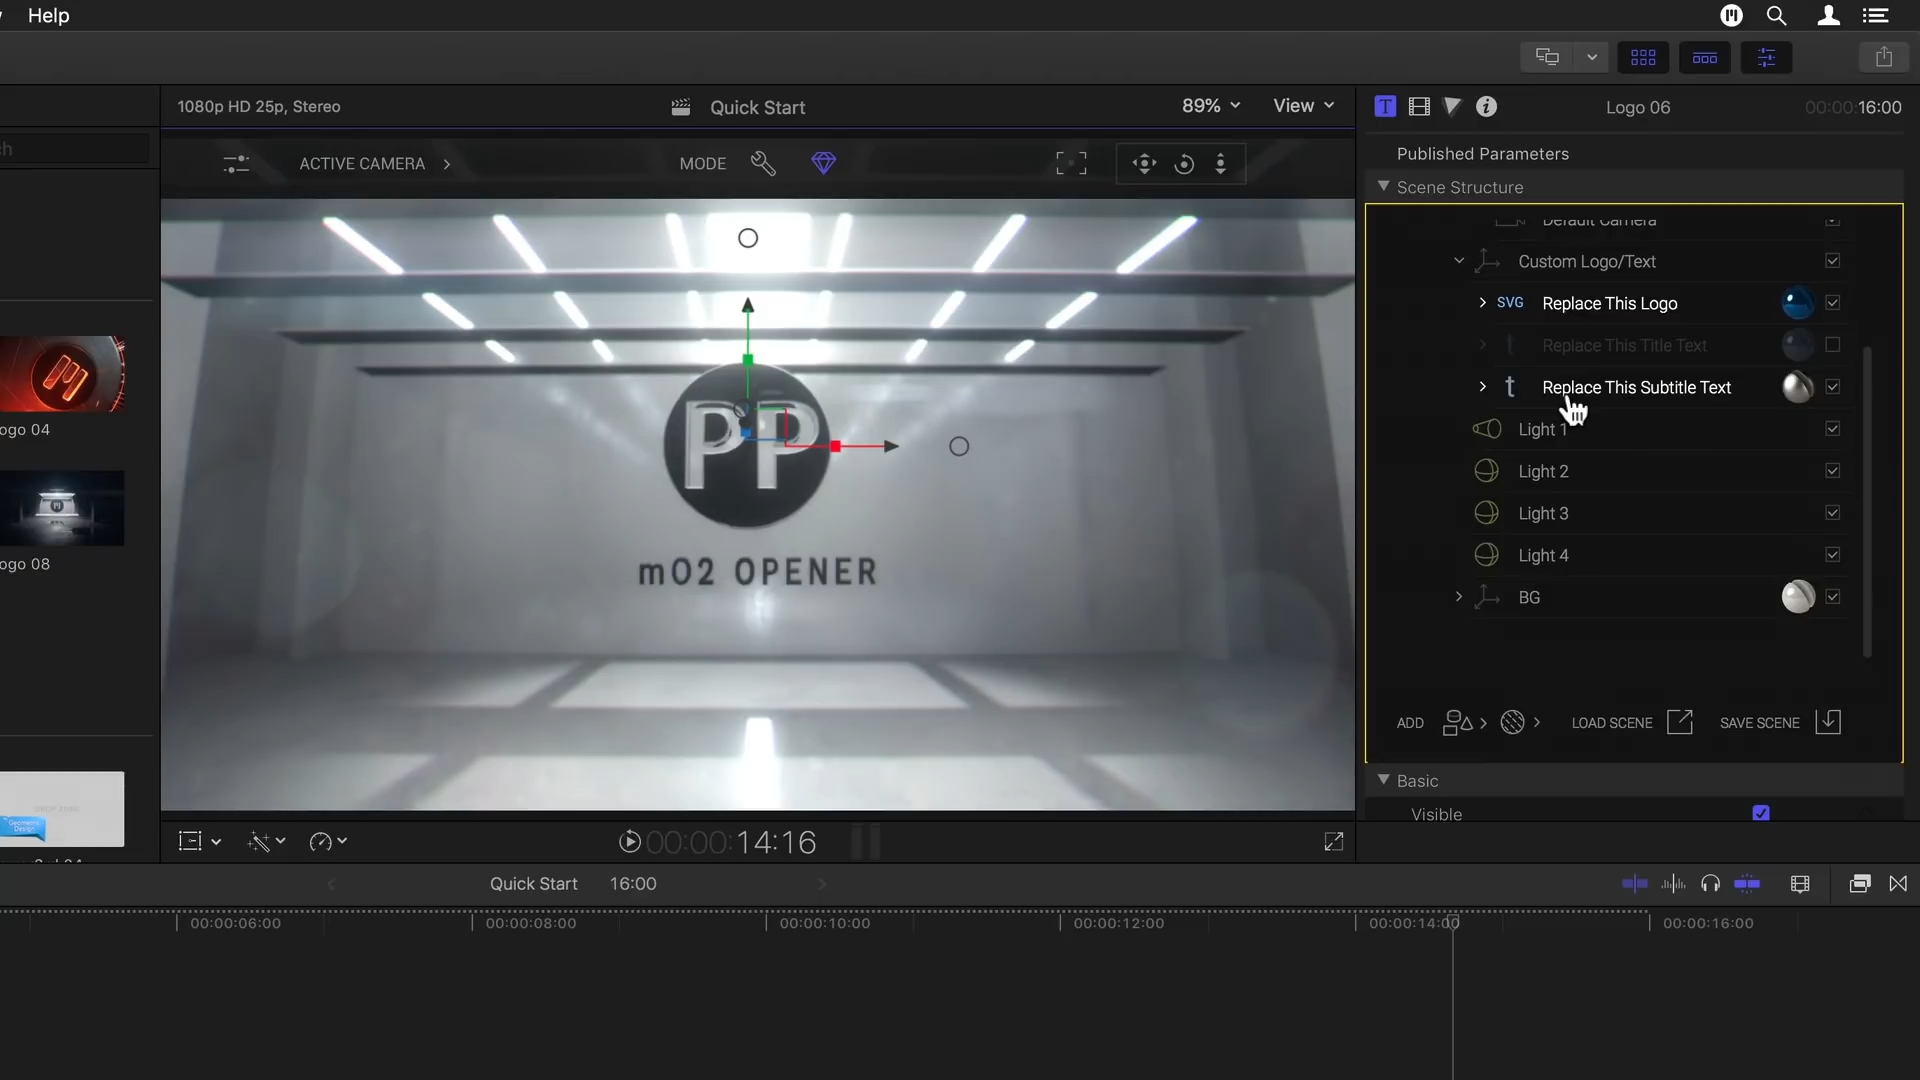 Help
1080p HD 25p, Stereo
Quick Start
89%
View
ACTIVE CAMERA
MODE
PP
mO2 OPENER
ogo 04
ogo 08
Logo 06
00:00:16:00
Published Parameters
Scene Structure
Default Camera
Custom Logo/Text
SVG
Replace This Logo
t
Replace This Title Text
t
Replace This Subtitle Text
Light 1
Light 2
Light 3
Light 4
BG
ADD
LOAD SCENE
SAVE SCENE
Basic
Visible
00:00:14:16
Quick Start
16:00
00:00:06:00
00:00:08:00
00:00:10:00
00:00:12:00
00:00:14:00
00:00:16:00